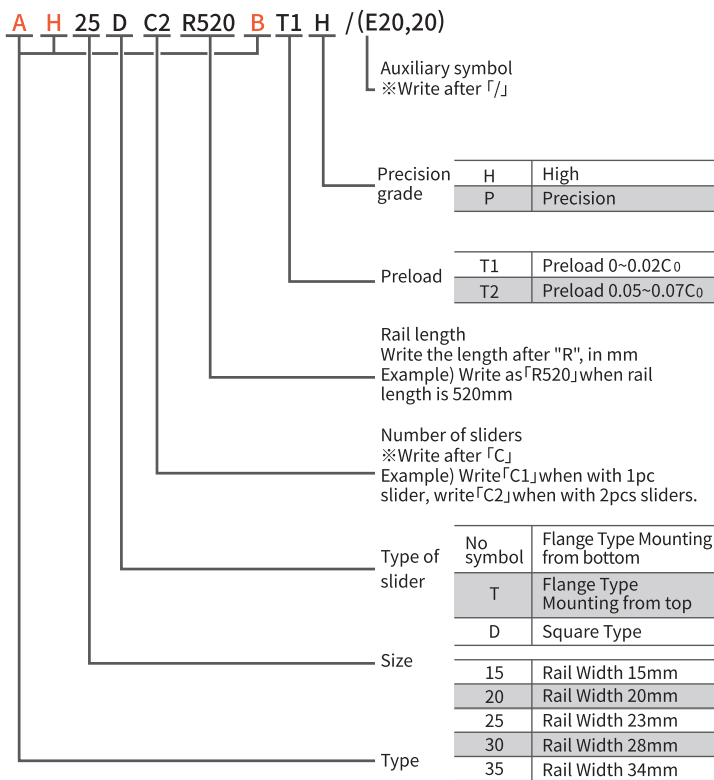 A H 25 D C2 R520 B T1 H /(E20,20)
Auxiliary symbol
※Write after ｢/｣
Precision
grade
H High
P Precision
Preload
T1 Preload 0~0.02C0
T2 Preload 0.05~0.07C0
Rail length
Write the length after "R", in mm
Example) Write as｢R520｣when rail
length is 520mm
Number of sliders
※Write after ｢C｣
Example) Write｢C1｣when with 1pc
slider, write｢C2｣when with 2pcs sliders.
Type of
slider
No
symbol
Flange Type Mounting
from bottom
T
Flange Type
Mounting from top
D Square Type
Size
15 Rail Width 15mm
20 Rail Width 20mm
25 Rail Width 23mm
30 Rail Width 28mm
35 Rail Width 34mm
Type